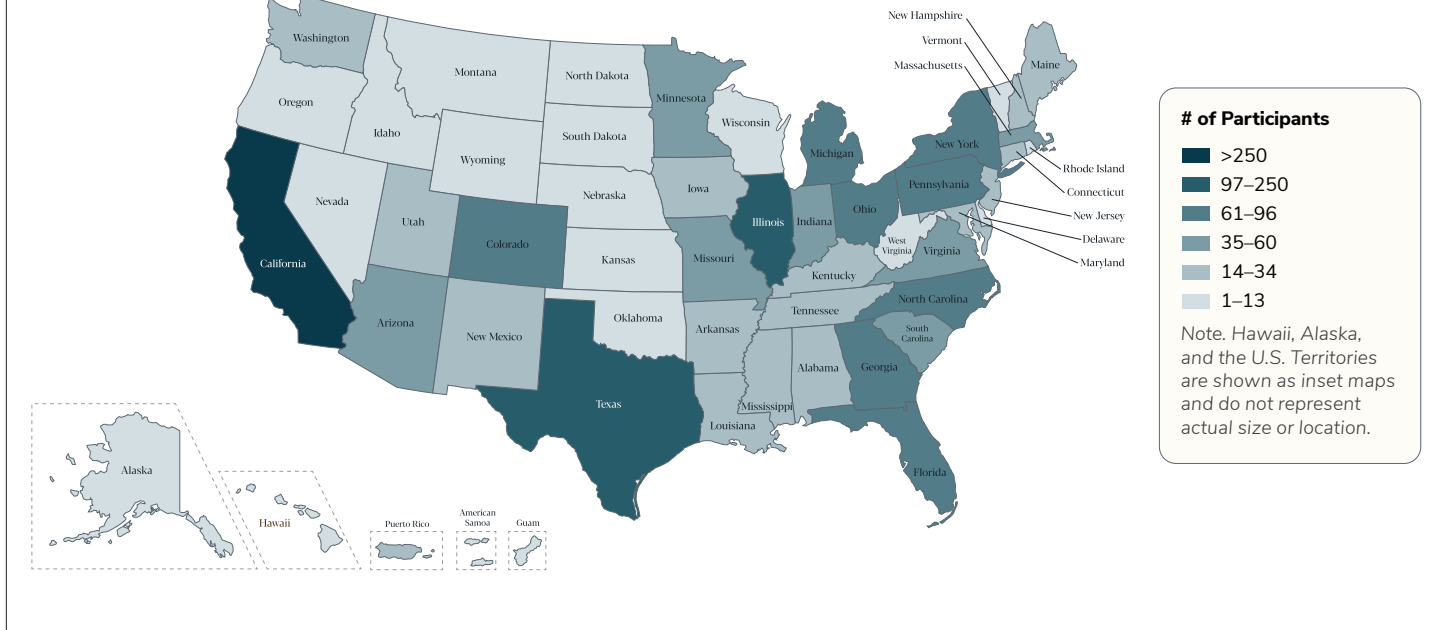 New Hampshire
Vermont
Massachusetts
Washington
Montana
North Dakota
Minnesota
Maine
Oregon
Idaho
South Dakota
Wisconsin
Wyoming
Michigan
New York
Rhode Island
Connecticut
New Jersey
Delaware
Maryland
Nevada
Utah
Colorado
Nebraska
Iowa
Illinois
Indiana
Ohio
Pennsylvania
California
Kansas
Missouri
Kentucky
West
Virginia
Virginia
Arizona
New Mexico
Oklahoma
Arkansas
Tennessee
North Carolina
South
Carolina
Texas
Louisiana
Mississippi
Alabama
Georgia
Florida
Alaska
Hawaii
Puerto Rico
American
Samoa
Guam
# of Participants
>250
97–250
61–96
35–60
14–34
1–13
Note. Hawaii, Alaska,
and the U.S. Territories
are shown as inset maps
and do not represent
actual size or location.